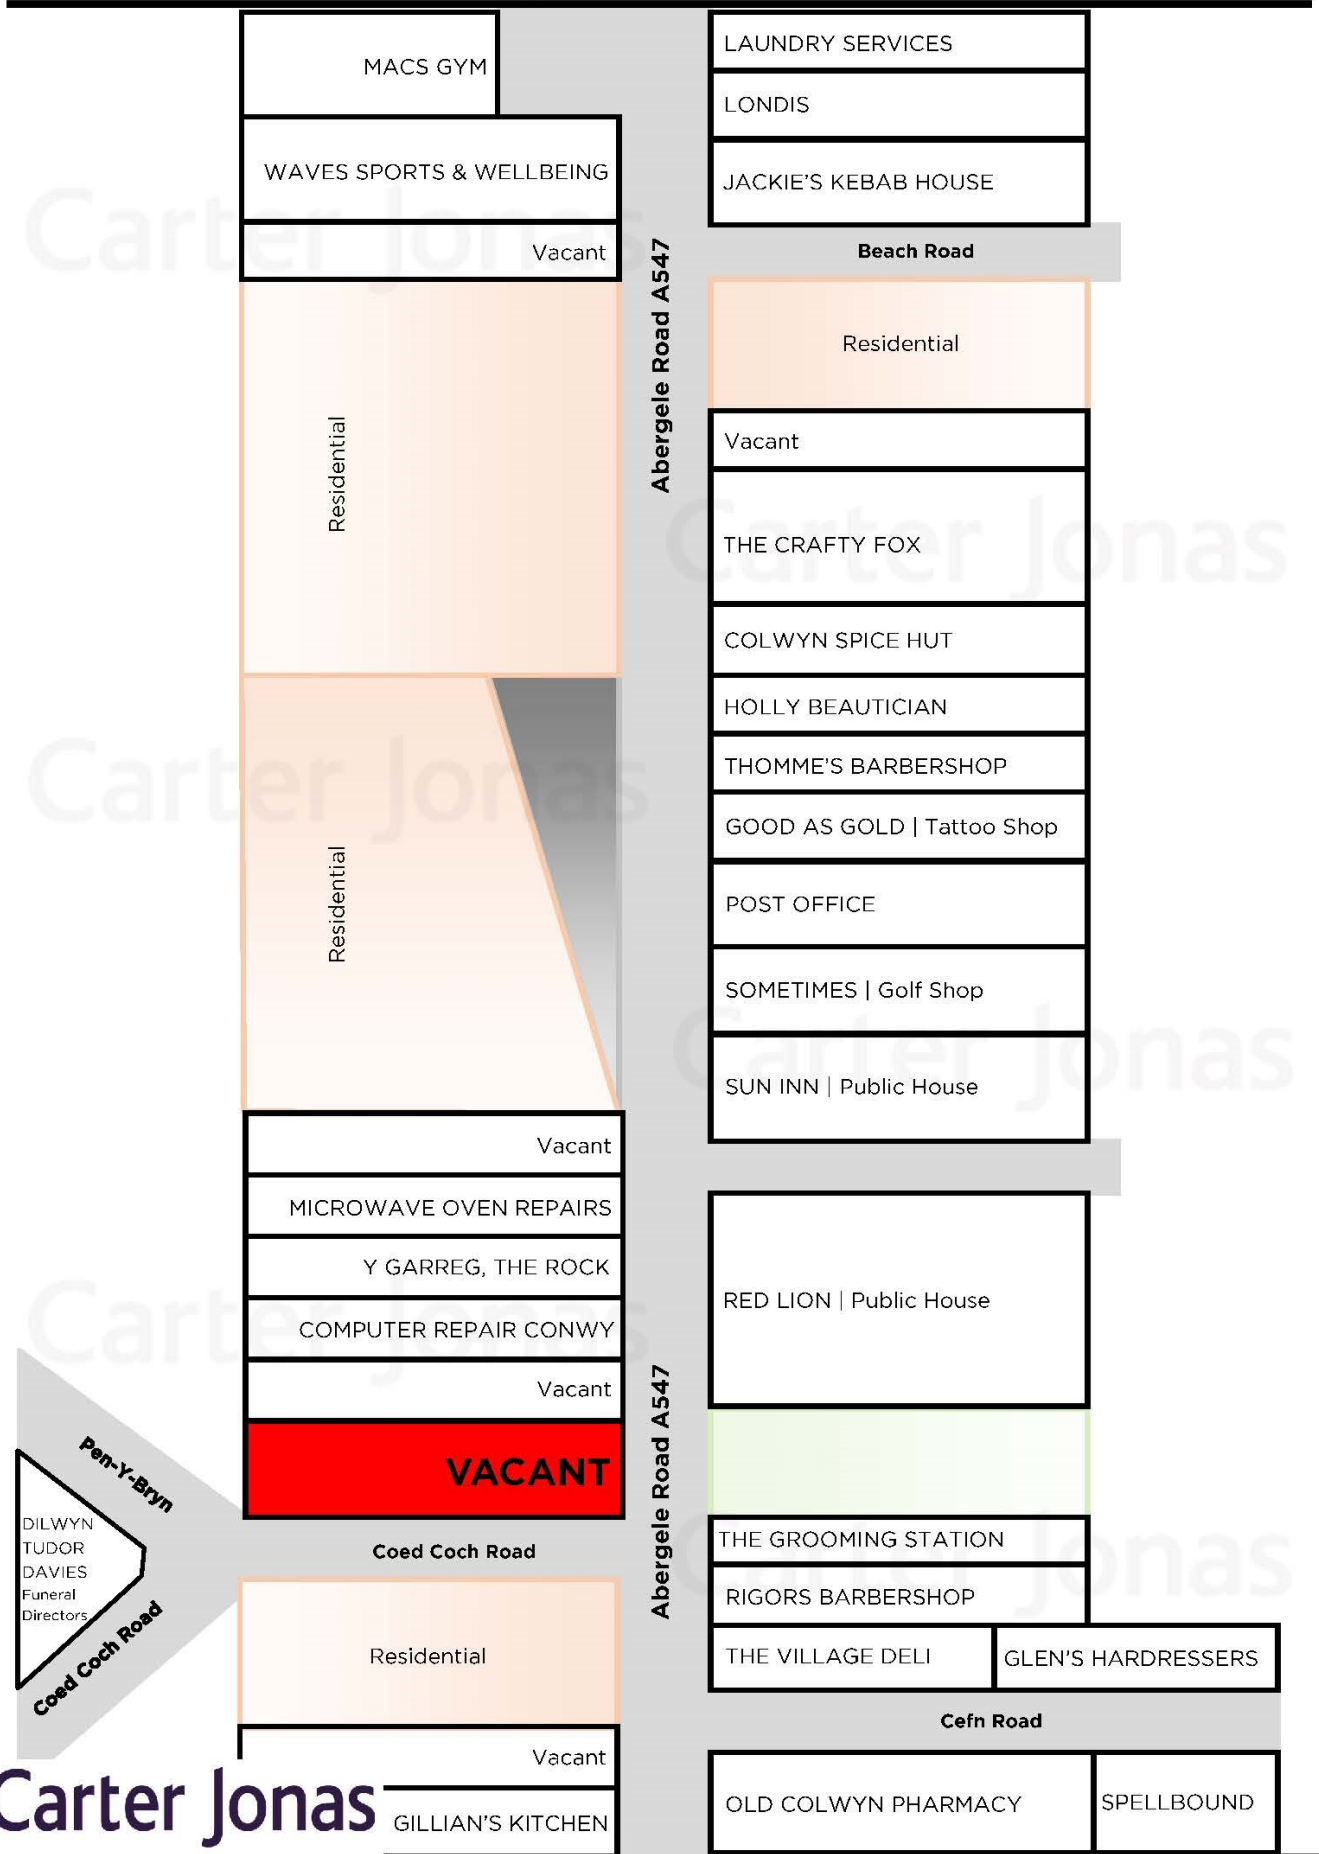 MACS GYM
WAVES SPORTS & WELLBEING
Vacant
Residential
Residential
Vacant
MICROWAVE OVEN REPAIRS
Y GARREG, THE ROCK
COMPUTER REPAIR CONWY
Vacant
VACANT
Pen-Y-Bryn
DILWYN
TUDOR
DAVIES
Funeral
Directors
Coed Coch Road
Coed Coch Road
Residential
Vacant
GILLIAN'S KITCHEN
Abergele Road A547
Abergele Road A547
LAUNDRY SERVICES
LONDIS
JACKIE'S KEBAB HOUSE
Beach Road
Residential
Vacant
THE CRAFTY FOX
COLWYN SPICE HUT
HOLLY BEAUTICIAN
THOMME'S BARBERSHOP
GOOD AS GOLD | Tattoo Shop
POST OFFICE
SOMETIMES | Golf Shop
SUN INN | Public House
RED LION | Public House
THE GROOMING STATION
RIGORS BARBERSHOP
THE VILLAGE DELI
GLEN'S HARDRESSERS
Cefn Road
OLD COLWYN PHARMACY
SPELLBOUND
Carter Jonas
Carter Jonas
Carter Jonas
Carter Jonas
Carter Jonas
Carter Jonas
Carter Jonas